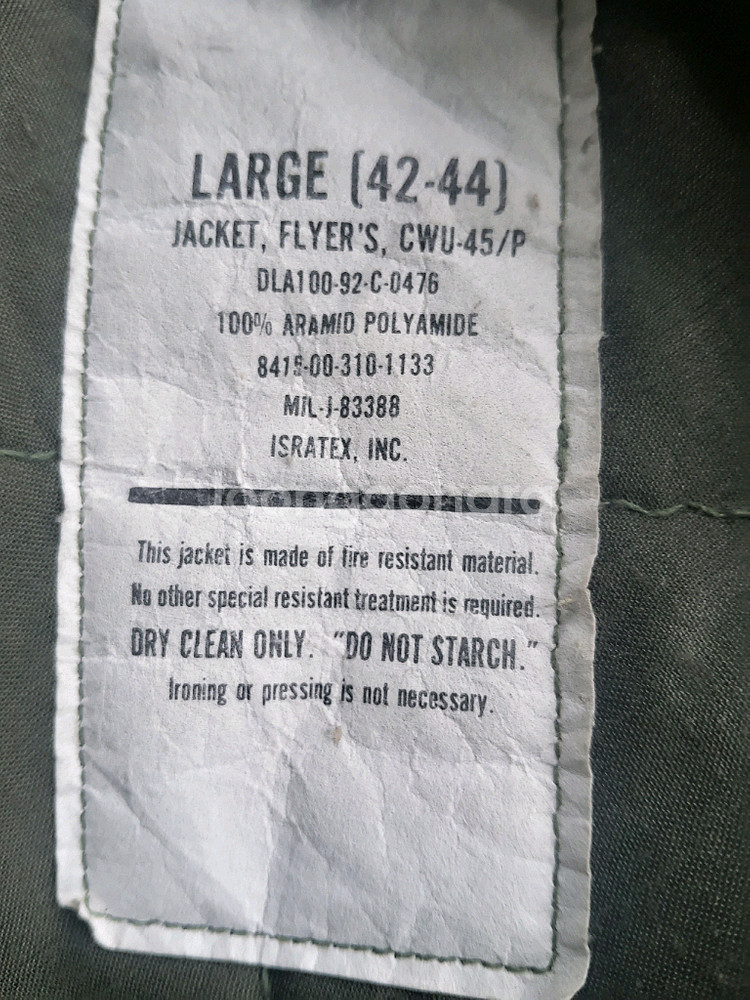 LARGE (42-44)
JACKET, FLYER'S, CWU-45/P
DLA100-92-C-0476
100% ARAMID POLYAMIDE
8415-00-310-1133
MIL-J-83388
ISRATEX, INC.
joonggonara
This jacket is made of fire resistant material.
No other special resistant treatment is required.
DRY CLEAN ONLY. "DO NOT STARCH."
Ironing or pressing is not necessary.